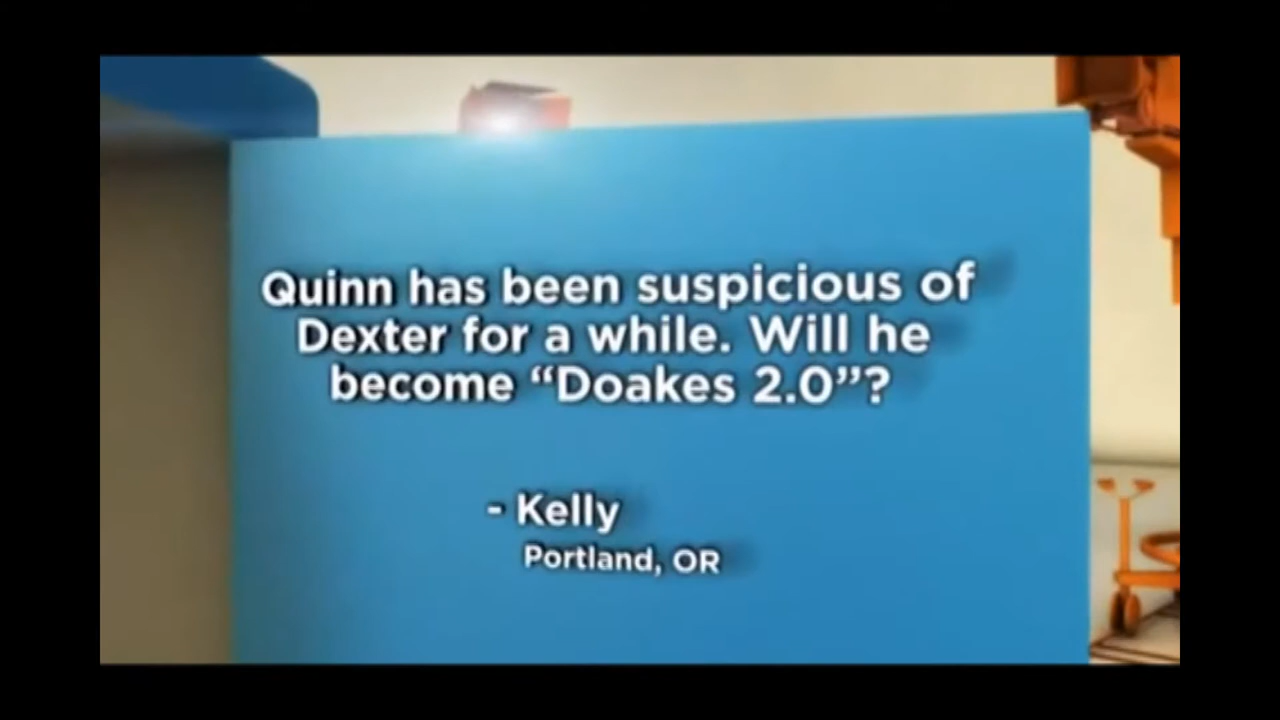 Quinn has been suspicious of
Dexter for a while. Will he
become “Doakes 2.0”?
- Kelly
Portland, OR